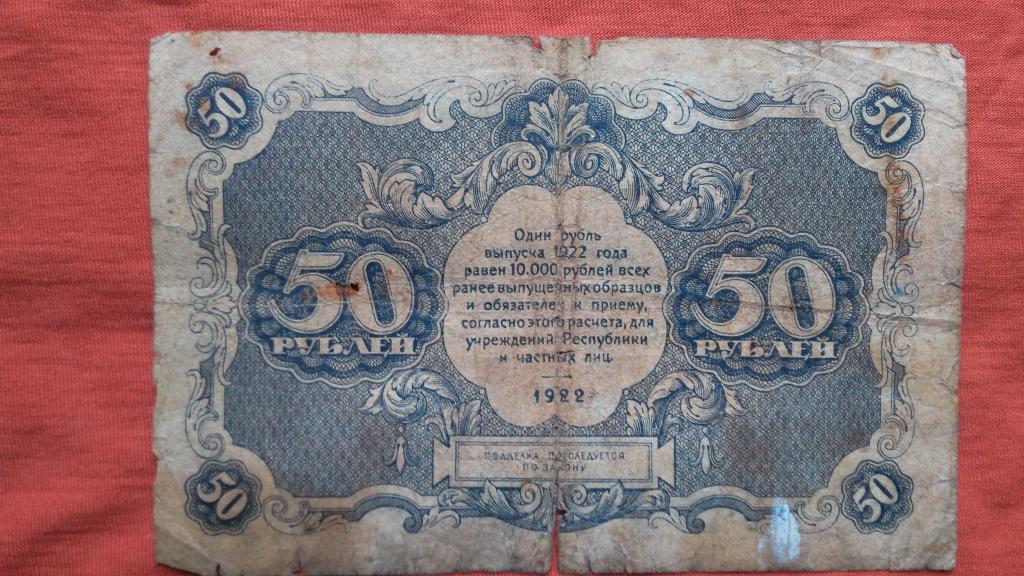 50 50
Один рубль
выпуска 1922 года
равен 10.000 рублей всех
ранее выпущенных образцов
и обязателен к приему,
согласно этого расчета, для
учреждений Республики
и частных лиц.
50 РУБЛЕЙ
50 РУБЛЕЙ
1922
ПОДДЕЛКА ПРЕСЛЕДУЕТСЯ
ПО ЗАКОНУ
50 50